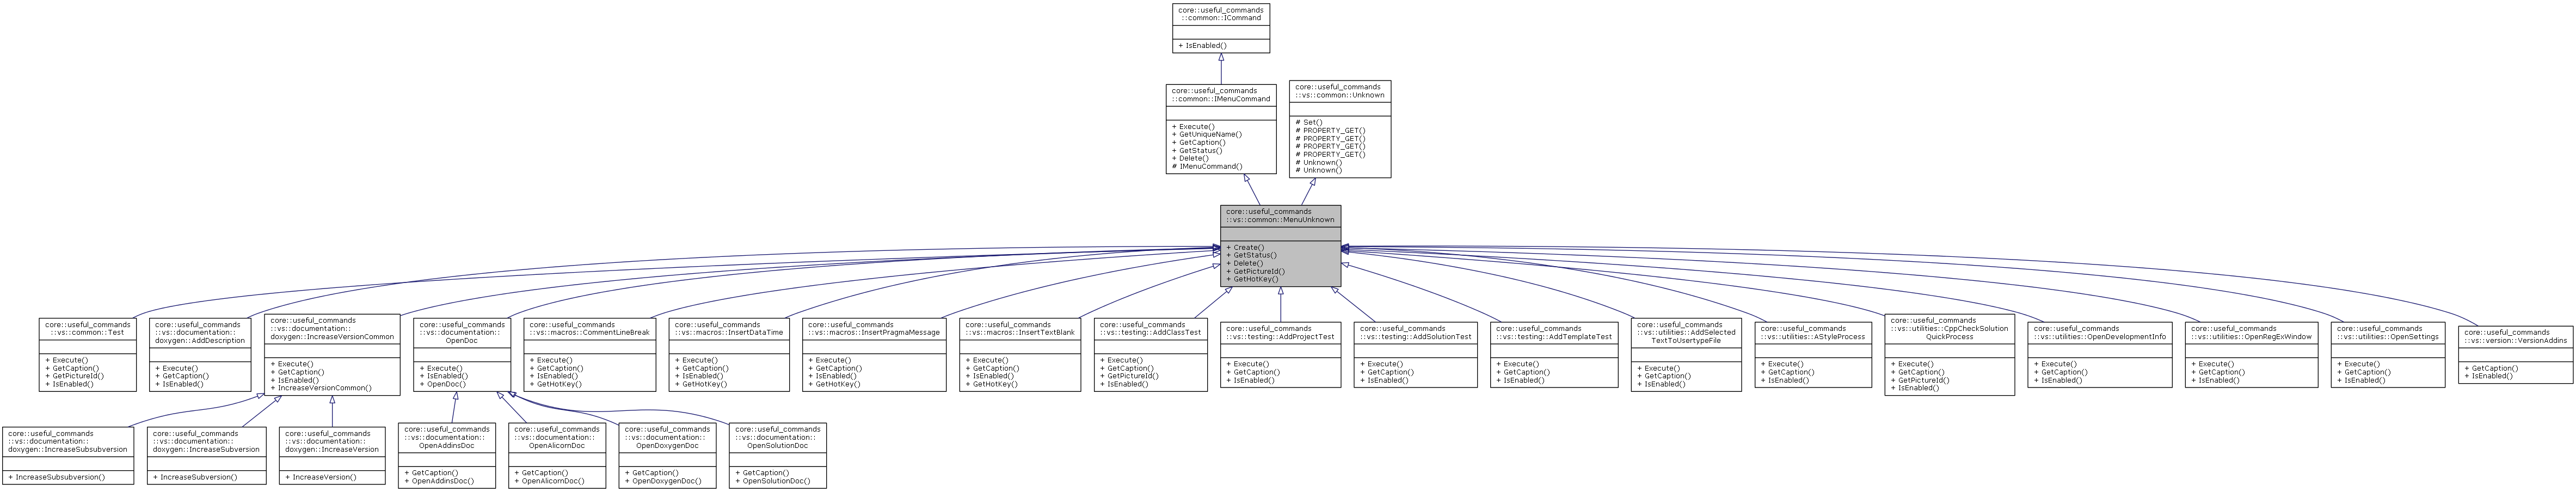 core::useful_commands
::common::ICommand
+ IsEnabled()
core::useful_commands
::common::IMenuCommand
+ Execute()
+ GetUniqueName()
+ GetCaption()
+ GetStatus()
+ Delete()
# IMenuCommand()
core::useful_commands
::vs::common::Unknown
# Set()
# PROPERTY_GET()
# PROPERTY_GET()
# PROPERTY_GET()
# PROPERTY_GET()
# Unknown()
# Unknown()
core::useful_commands
::vs::common::MenuUnknown
+ Create()
+ GetStatus()
+ Delete()
+ GetPictureId()
+ GetHotKey()
core::useful_commands
::vs::common::Test
+ Execute()
+ GetCaption()
+ GetPictureId()
+ IsEnabled()
core::useful_commands
::vs::documentation::
doxygen::AddDescription
+ Execute()
+ GetCaption()
+ IsEnabled()
core::useful_commands
::vs::documentation::
doxygen::IncreaseVersionCommon
+ Execute()
+ GetCaption()
+ IsEnabled()
+ IncreaseVersionCommon()
core::useful_commands
::vs::documentation::
OpenDoc
+ Execute()
+ IsEnabled()
+ OpenDoc()
core::useful_commands
::vs::macros::CommentLineBreak
+ Execute()
+ GetCaption()
+ IsEnabled()
+ GetHotKey()
core::useful_commands
::vs::macros::InsertDataTime
+ Execute()
+ GetCaption()
+ IsEnabled()
+ GetHotKey()
core::useful_commands
::vs::macros::InsertPragmaMessage
+ Execute()
+ GetCaption()
+ IsEnabled()
+ GetHotKey()
core::useful_commands
::vs::macros::InsertTextBlank
+ Execute()
+ GetCaption()
+ IsEnabled()
+ GetHotKey()
core::useful_commands
::vs::testing::AddClassTest
+ Execute()
+ GetCaption()
+ GetPictureId()
+ IsEnabled()
core::useful_commands
::vs::testing::AddProjectTest
+ Execute()
+ GetCaption()
+ IsEnabled()
core::useful_commands
::vs::testing::AddSolutionTest
+ Execute()
+ GetCaption()
+ IsEnabled()
core::useful_commands
::vs::testing::AddTemplateTest
+ Execute()
+ GetCaption()
+ IsEnabled()
core::useful_commands
::vs::utilities::AddSelected
TextToUsertypeFile
+ Execute()
+ GetCaption()
+ IsEnabled()
core::useful_commands
::vs::utilities::AStyleProcess
+ Execute()
+ GetCaption()
+ IsEnabled()
core::useful_commands
::vs::utilities::CppCheckSolution
QuickProcess
+ Execute()
+ GetCaption()
+ GetPictureId()
+ IsEnabled()
core::useful_commands
::vs::utilities::OpenDevelopmentInfo
+ Execute()
+ GetCaption()
+ IsEnabled()
core::useful_commands
::vs::utilities::OpenRegExWindow
+ Execute()
+ GetCaption()
+ IsEnabled()
core::useful_commands
::vs::utilities::OpenSettings
+ Execute()
+ GetCaption()
+ IsEnabled()
core::useful_commands
::vs::version::VersionAddins
+ GetCaption()
+ IsEnabled()
core::useful_commands
::vs::documentation::
doxygen::IncreaseSubsubversion
+ IncreaseSubsubversion()
core::useful_commands
::vs::documentation::
doxygen::IncreaseSubversion
+ IncreaseSubversion()
core::useful_commands
::vs::documentation::
doxygen::IncreaseVersion
+ IncreaseVersion()
core::useful_commands
::vs::documentation::
OpenAddinsDoc
+ GetCaption()
+ OpenAddinsDoc()
core::useful_commands
::vs::documentation::
OpenAlicornDoc
+ GetCaption()
+ OpenAlicornDoc()
core::useful_commands
::vs::documentation::
OpenDoxygenDoc
+ GetCaption()
+ OpenDoxygenDoc()
core::useful_commands
::vs::documentation::
OpenSolutionDoc
+ GetCaption()
+ OpenSolutionDoc()